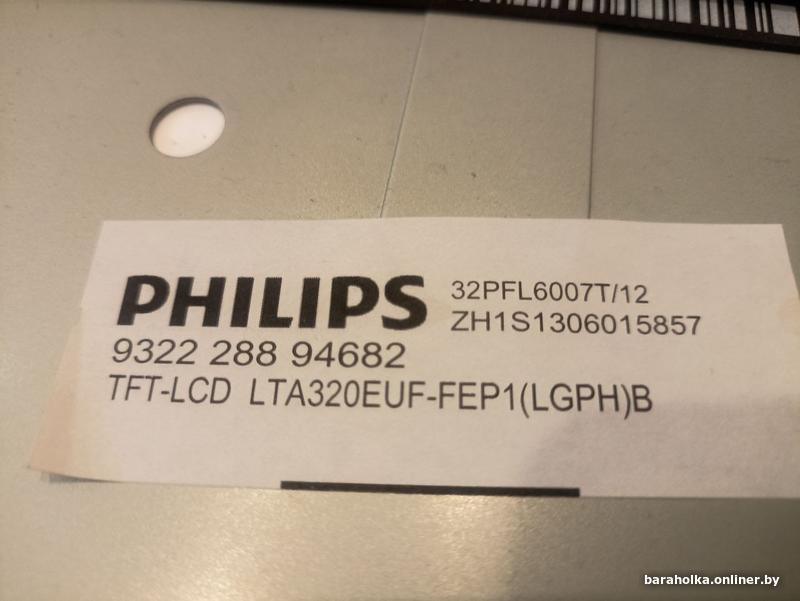 PHILIPS 32PFL6007T/12
ZH1S1306015857
9322 288 94682
TFT-LCD LTA320EUF-FEP1(LGPH)B
baraholka.onliner.by